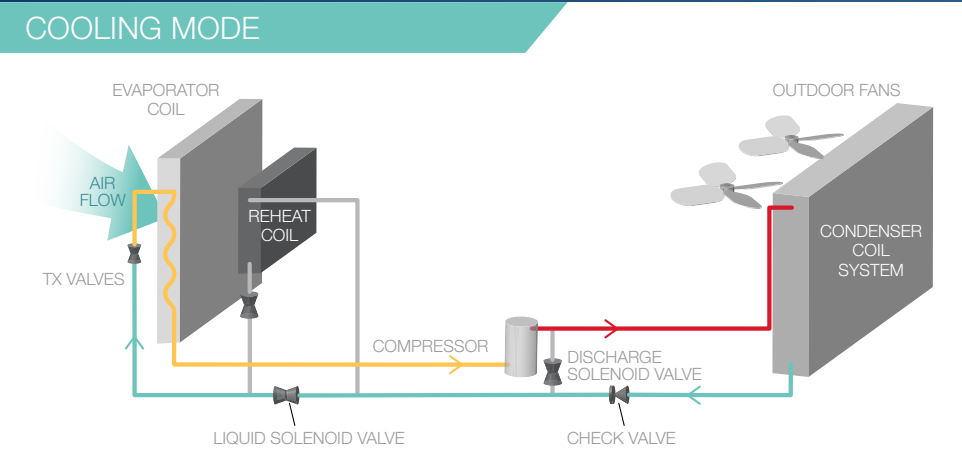 COOLING MODE
EVAPORATOR
COIL
OUTDOOR FANS
AIR
FLOW
REHEAT
COIL
CONDENSER
COIL
SYSTEM
TX VALVES
COMPRESSOR
DISCHARGE
SOLENOID VALVE
LIQUID SOLENOID VALVE
CHECK VALVE